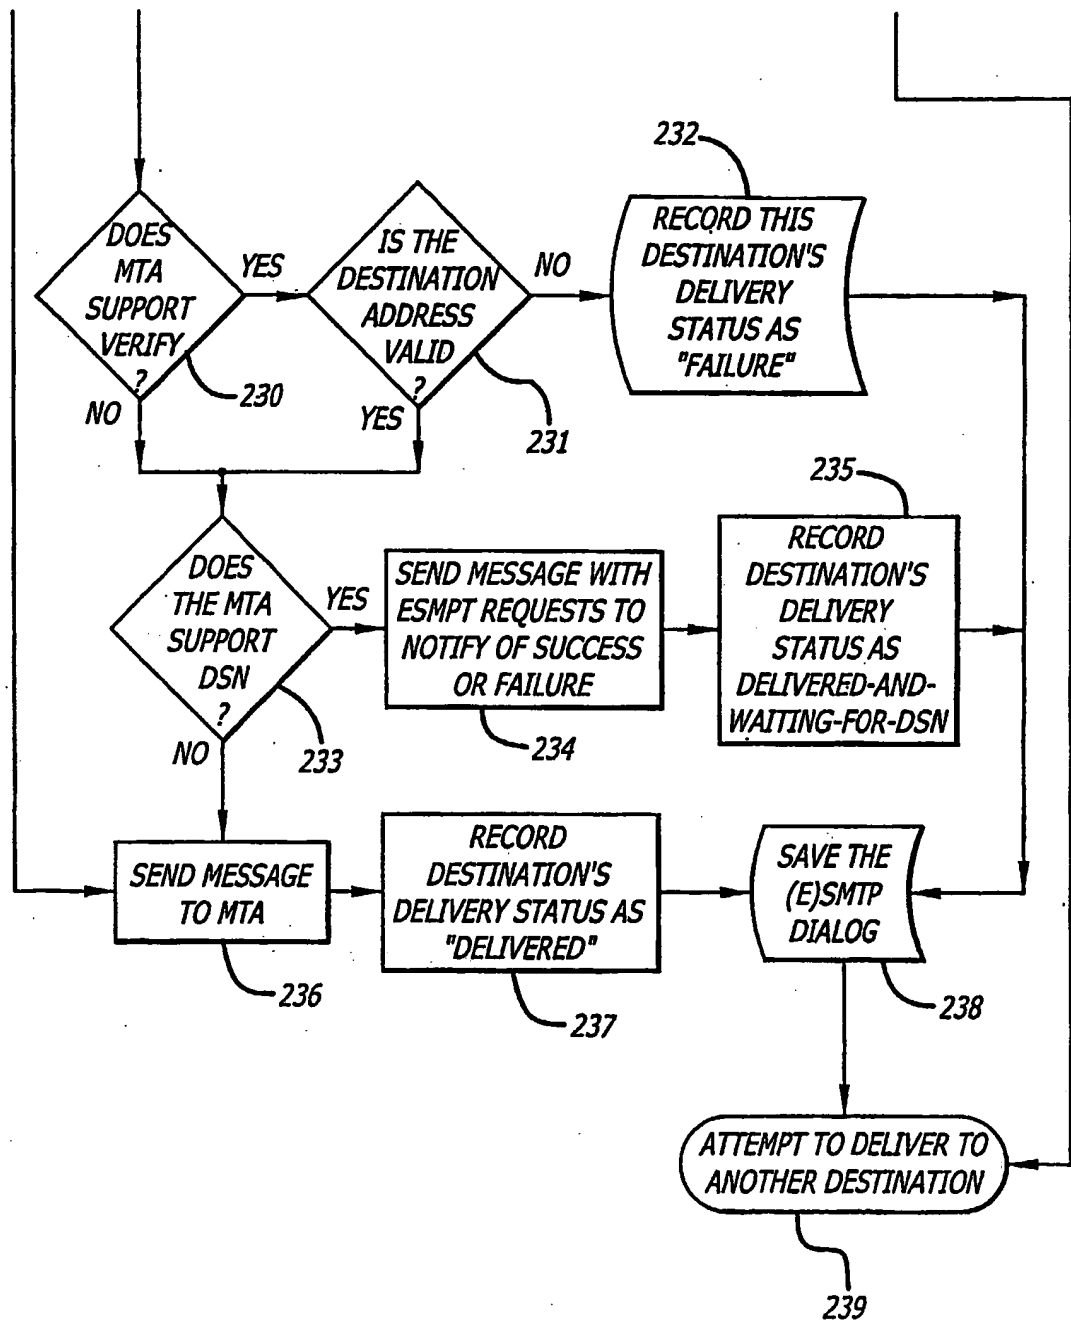 232
DOES
MTA
SUPPORT
VERIFY
?
YES
NO
230
IS THE
DESTINATION
ADDRESS
VALID
?
NO
YES
231
RECORD THIS
DESTINATION'S
DELIVERY
STATUS AS
"FAILURE"
235
DOES
THE MTA
SUPPORT
DSN
?
YES
NO
233
SEND MESSAGE WITH
ESMPT REQUESTS TO
NOTIFY OF SUCCESS
OR FAILURE
234
RECORD
DESTINATION'S
DELIVERY
STATUS AS
DELIVERED-AND-
WAITING-FOR-DSN
SEND MESSAGE
TO MTA
236
RECORD
DESTINATION'S
DELIVERY STATUS AS
"DELIVERED"
237
SAVE THE
(E)SMTP
DIALOG
238
ATTEMPT TO DELIVER TO
ANOTHER DESTINATION
239